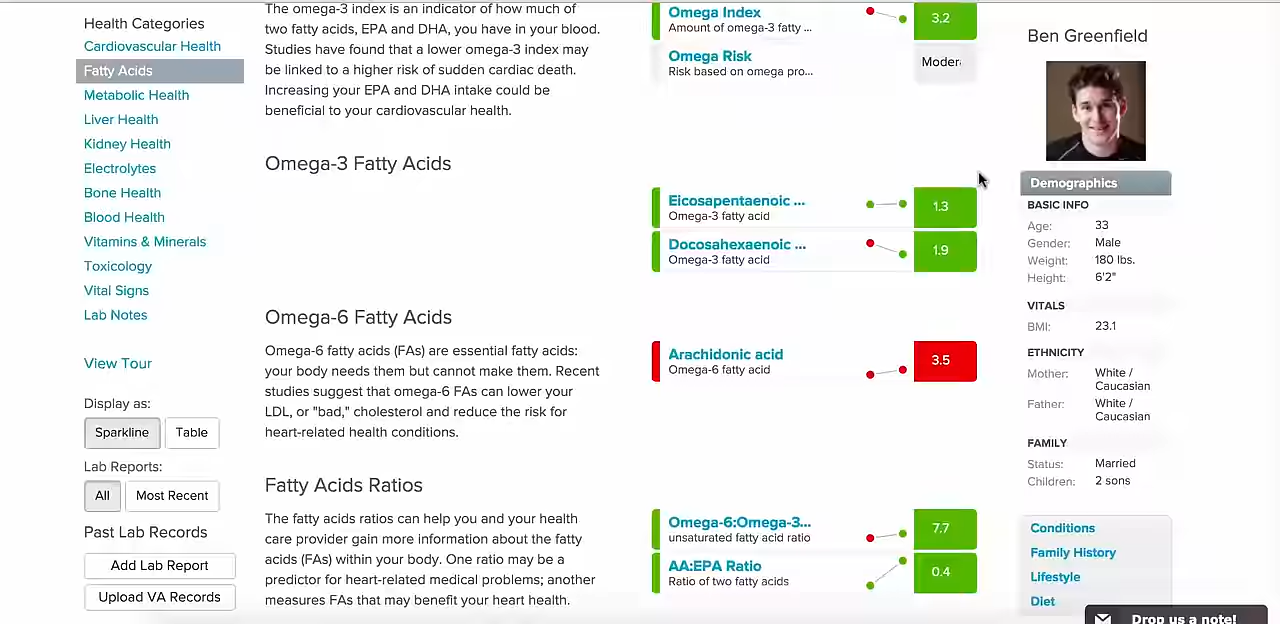 Health Categories
Cardiovascular Health
Fatty Acids
Metabolic Health
Liver Health
Kidney Health
Electrolytes
Bone Health
Blood Health
Vitamins & Minerals
Toxicology
Vital Signs
Lab Notes
View Tour
Display as:
Sparkline
Table
Lab Reports:
All
Most Recent
Past Lab Records
Add Lab Report
Upload VA Records
The omega-3 index is an indicator of how much of
two fatty acids, EPA and DHA, you have in your blood.
Studies have found that a lower omega-3 index may
be linked to a higher risk of sudden cardiac death.
Increasing your EPA and DHA intake could be
beneficial to your cardiovascular health.
Omega Index
Amount of omega-3 fatty ...
3.2
Omega Risk
Risk based on omega pro...
Modera
Omega-3 Fatty Acids
Eicosapentaenoic ...
Omega-3 fatty acid
1.3
Docosahexaenoic ...
Omega-3 fatty acid
1.9
Omega-6 Fatty Acids
Omega-6 fatty acids (FAs) are essential fatty acids:
your body needs them but cannot make them. Recent
studies suggest that omega-6 FAs can lower your
LDL, or "bad," cholesterol and reduce the risk for
heart-related health conditions.
Arachidonic acid
Omega-6 fatty acid
3.5
Fatty Acids Ratios
The fatty acids ratios can help you and your health
care provider gain more information about the fatty
acids (FAs) within your body. One ratio may be a
predictor for heart-related medical problems; another
measures FAs that may benefit your heart health.
Omega-6:Omega-3...
unsaturated fatty acid ratio
7.7
AA:EPA Ratio
Ratio of two fatty acids
0.4
Ben Greenfield
Demographics
BASIC INFO
Age: 33
Gender: Male
Weight: 180 lbs.
Height: 6'2"
VITALS
BMI: 23.1
ETHNICITY
Mother: White /
Caucasian
Father: White /
Caucasian
FAMILY
Status: Married
Children: 2 sons
Conditions
Family History
Lifestyle
Diet
Drop us a note!